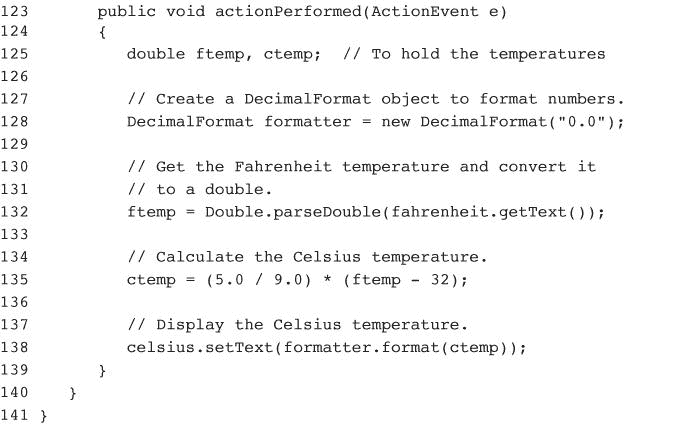 123       public void actionPerformed(ActionEvent e)
124       {
125          double ftemp, ctemp;  // To hold the temperatures
126
127          // Create a DecimalFormat object to format numbers.
128          DecimalFormat formatter = new DecimalFormat("0.0");
129
130          // Get the Fahrenheit temperature and convert it
131          // to a double.
132          ftemp = Double.parseDouble(fahrenheit.getText());
133
134          // Calculate the Celsius temperature.
135          ctemp = (5.0 / 9.0) * (ftemp - 32);
136
137          // Display the Celsius temperature.
138          celsius.setText(formatter.format(ctemp));
139       }
140    }
141 }